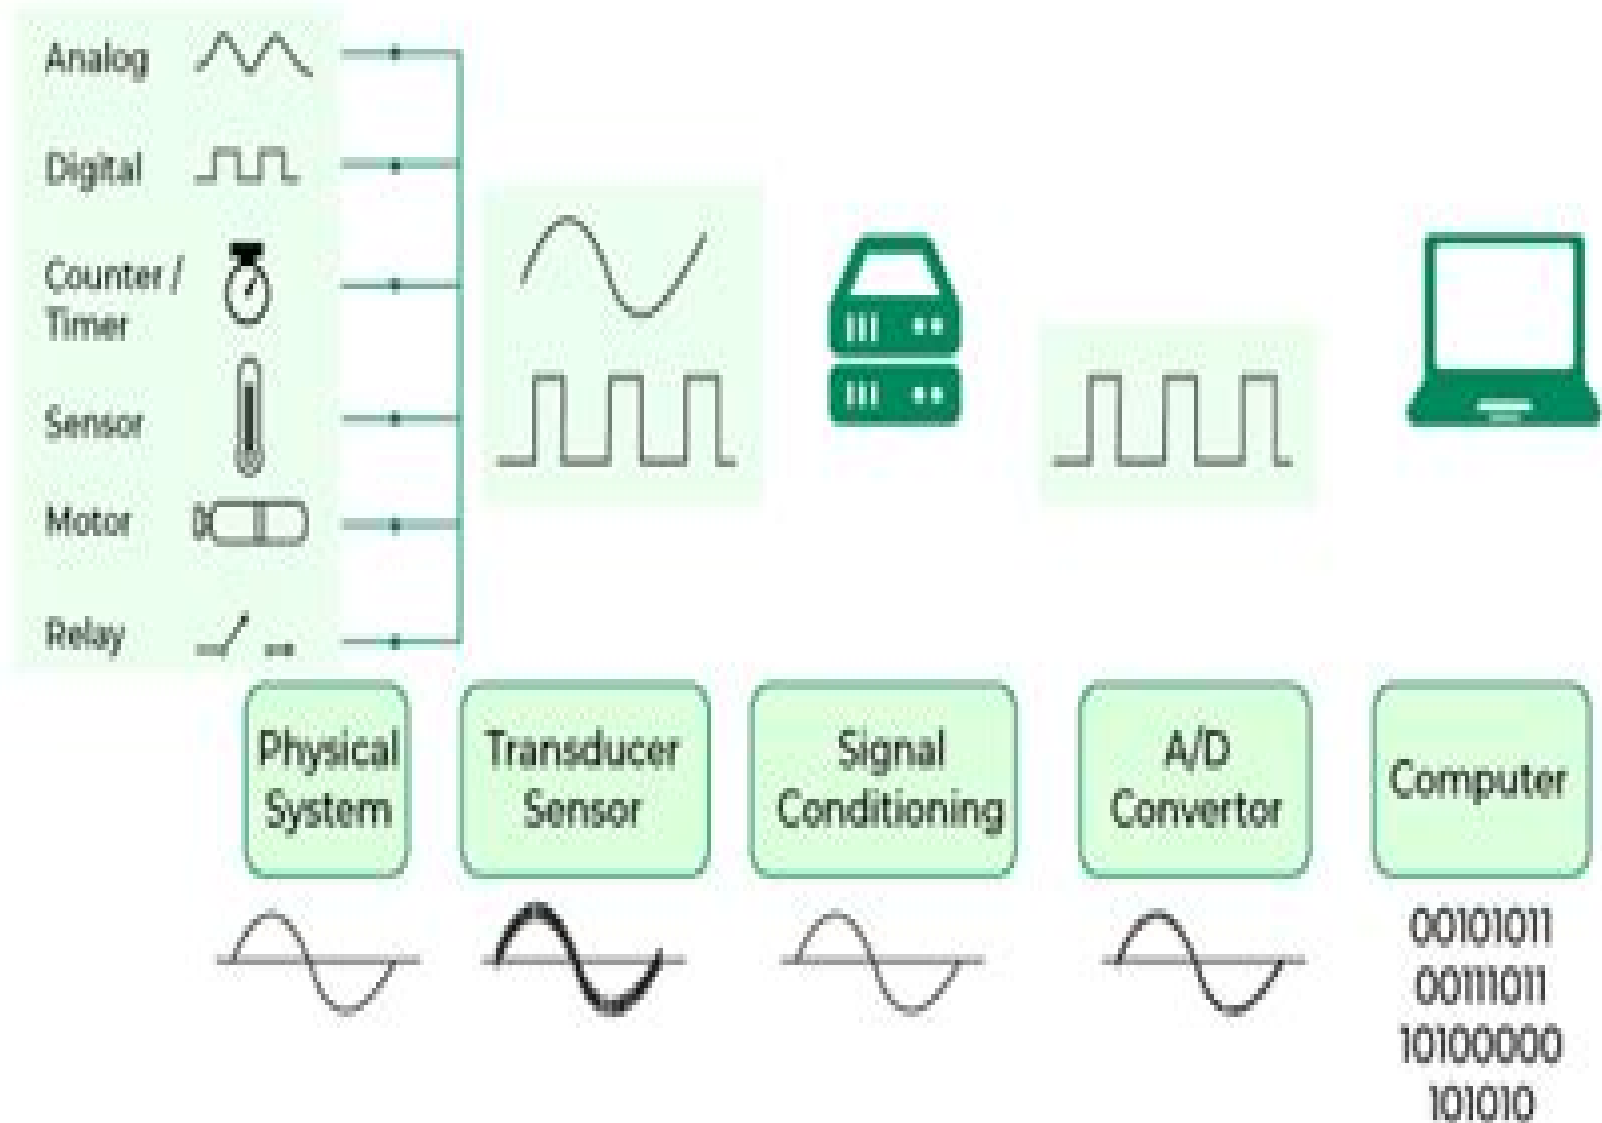 Analog
Digital
Counter /
Timer
Sensor
Motor
Relay
Physical
System
Transducer
Sensor
Signal
Conditioning
A/D
Convertor
Computer
00101011
00111011
10100000
101010